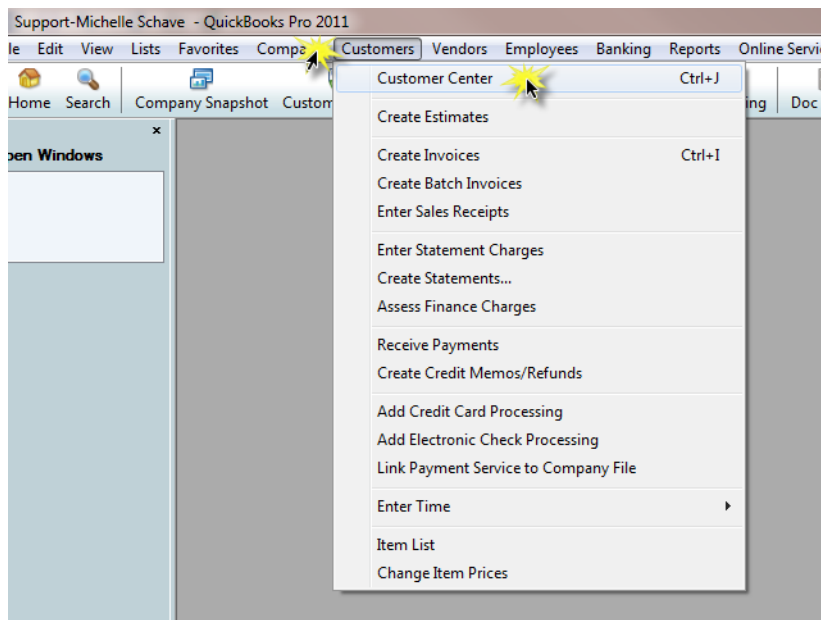 Support-Michelle Schave - QuickBooks Pro 2011
le Edit View Lists Favorites Compa Customers Vendors Employees Banking Reports Online Servi
Home Search Company Snapshot Custom ing Doc
pen Windows
Customer Center Ctrl+J
Create Estimates
Create Invoices Ctrl+I
Create Batch Invoices
Enter Sales Receipts
Enter Statement Charges
Create Statements...
Assess Finance Charges
Receive Payments
Create Credit Memos/Refunds
Add Credit Card Processing
Add Electronic Check Processing
Link Payment Service to Company File
Enter Time
Item List
Change Item Prices